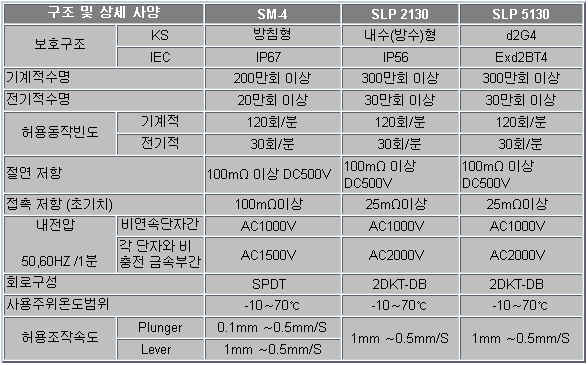 구조 및 상세 사양 SM-4 SLP 2130 SLP 5130
보호구조 KS 방침형 내수(방수)형 d2G4
IEC IP67 IP56 Exd2BT4
기계적수명 200만회 이상 300만회 이상 300만회 이상
전기적수명 20만회 이상 30만회 이상 30만회 이상
허용동작빈도 기계적 120회/분 120회/분 120회/분
전기적 30회/분 30회/분 30회/분
절연 저항 100mΩ 이상 DC500V 100mΩ 이상 DC500V 100mΩ 이상 DC500V
접촉 저항 (초기치) 100mΩ이상 25mΩ이상 25mΩ이상
내전압 50,60HZ /1분 비연속단자간 AC1000V AC1000V AC1000V
각 단자와 비충전 금속부간 AC1500V AC2000V AC2000V
회로구성 SPDT 2DKT-DB 2DKT-DB
사용주위온도범위 -10~70℃ -10~70℃ -10~70℃
허용조작속도 Plunger 0.1mm ~0.5mm/S 1mm ~0.5mm/S 1mm ~0.5mm/S
Lever 1mm ~0.5mm/S